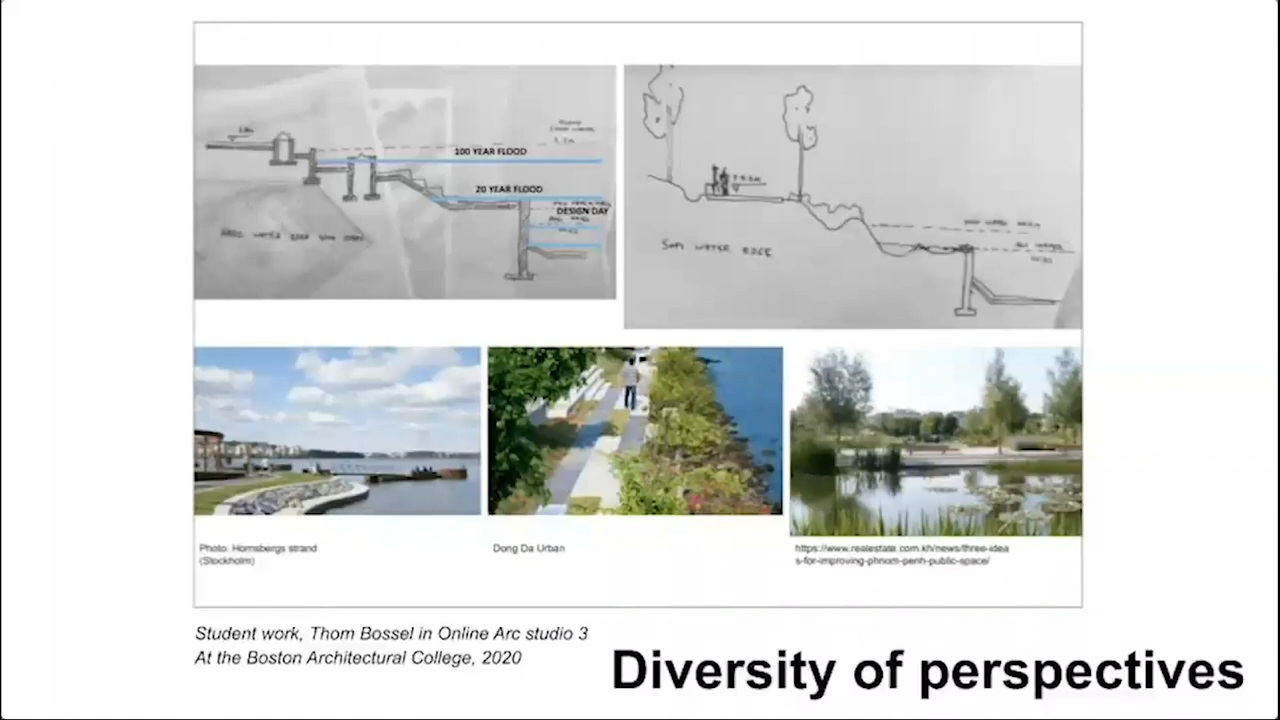 100 YEAR FLOOD
20 YEAR FLOOD
DESIGN DAY
SOFT WATER EDGE
Photo: Hornsbergs strand
(Stockholm)
Dong Da Urban
https://www.realestate.com.kh/news/three-idea
s-for-improving-phnom-penh-public-space/
Student work, Thom Bossel in Online Arc studio 3
At the Boston Architectural College, 2020
Diversity of perspectives